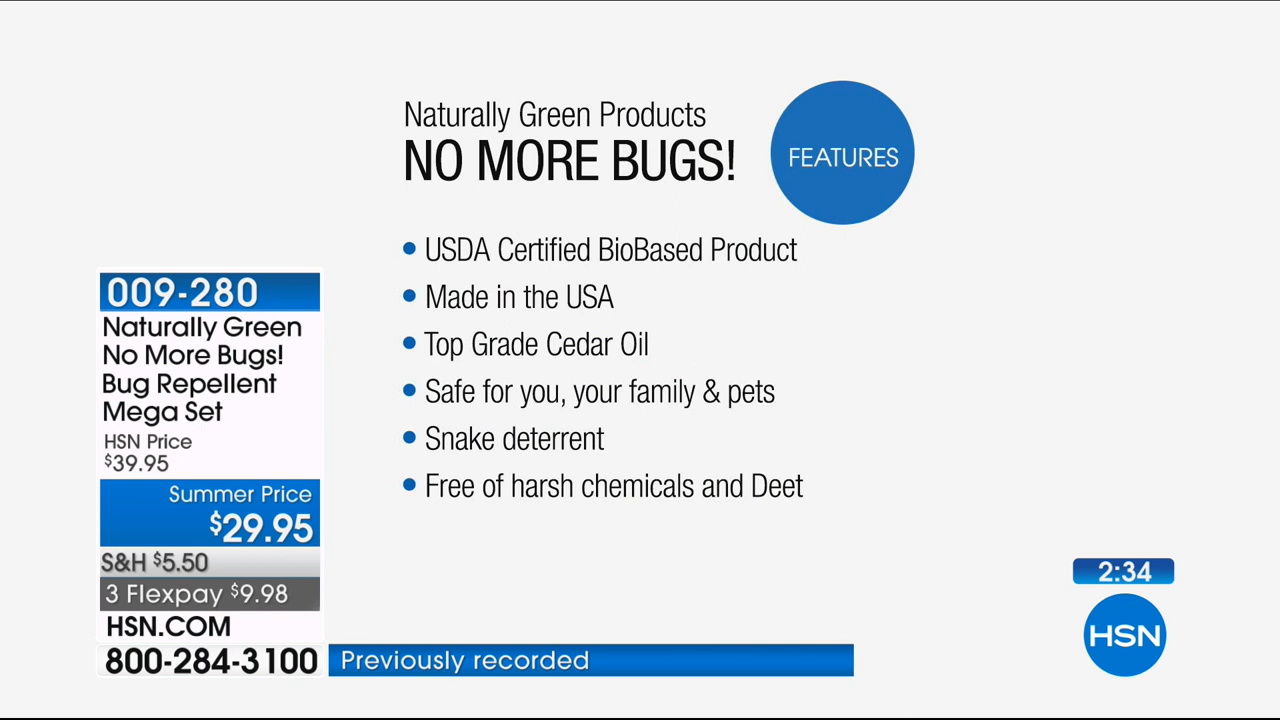 Naturally Green Products
NO MORE BUGS!
FEATURES
• USDA Certified BioBased Product
• Made in the USA
• Top Grade Cedar Oil
• Safe for you, your family & pets
• Snake deterrent
• Free of harsh chemicals and Deet
009-280
Naturally Green
No More Bugs!
Bug Repellent
Mega Set
HSN Price
$39.95
Summer Price
$29.95
S&H $5.50
3 Flexpay $9.98
HSN.COM
800-284-3100
Previously recorded
2:34
HSN